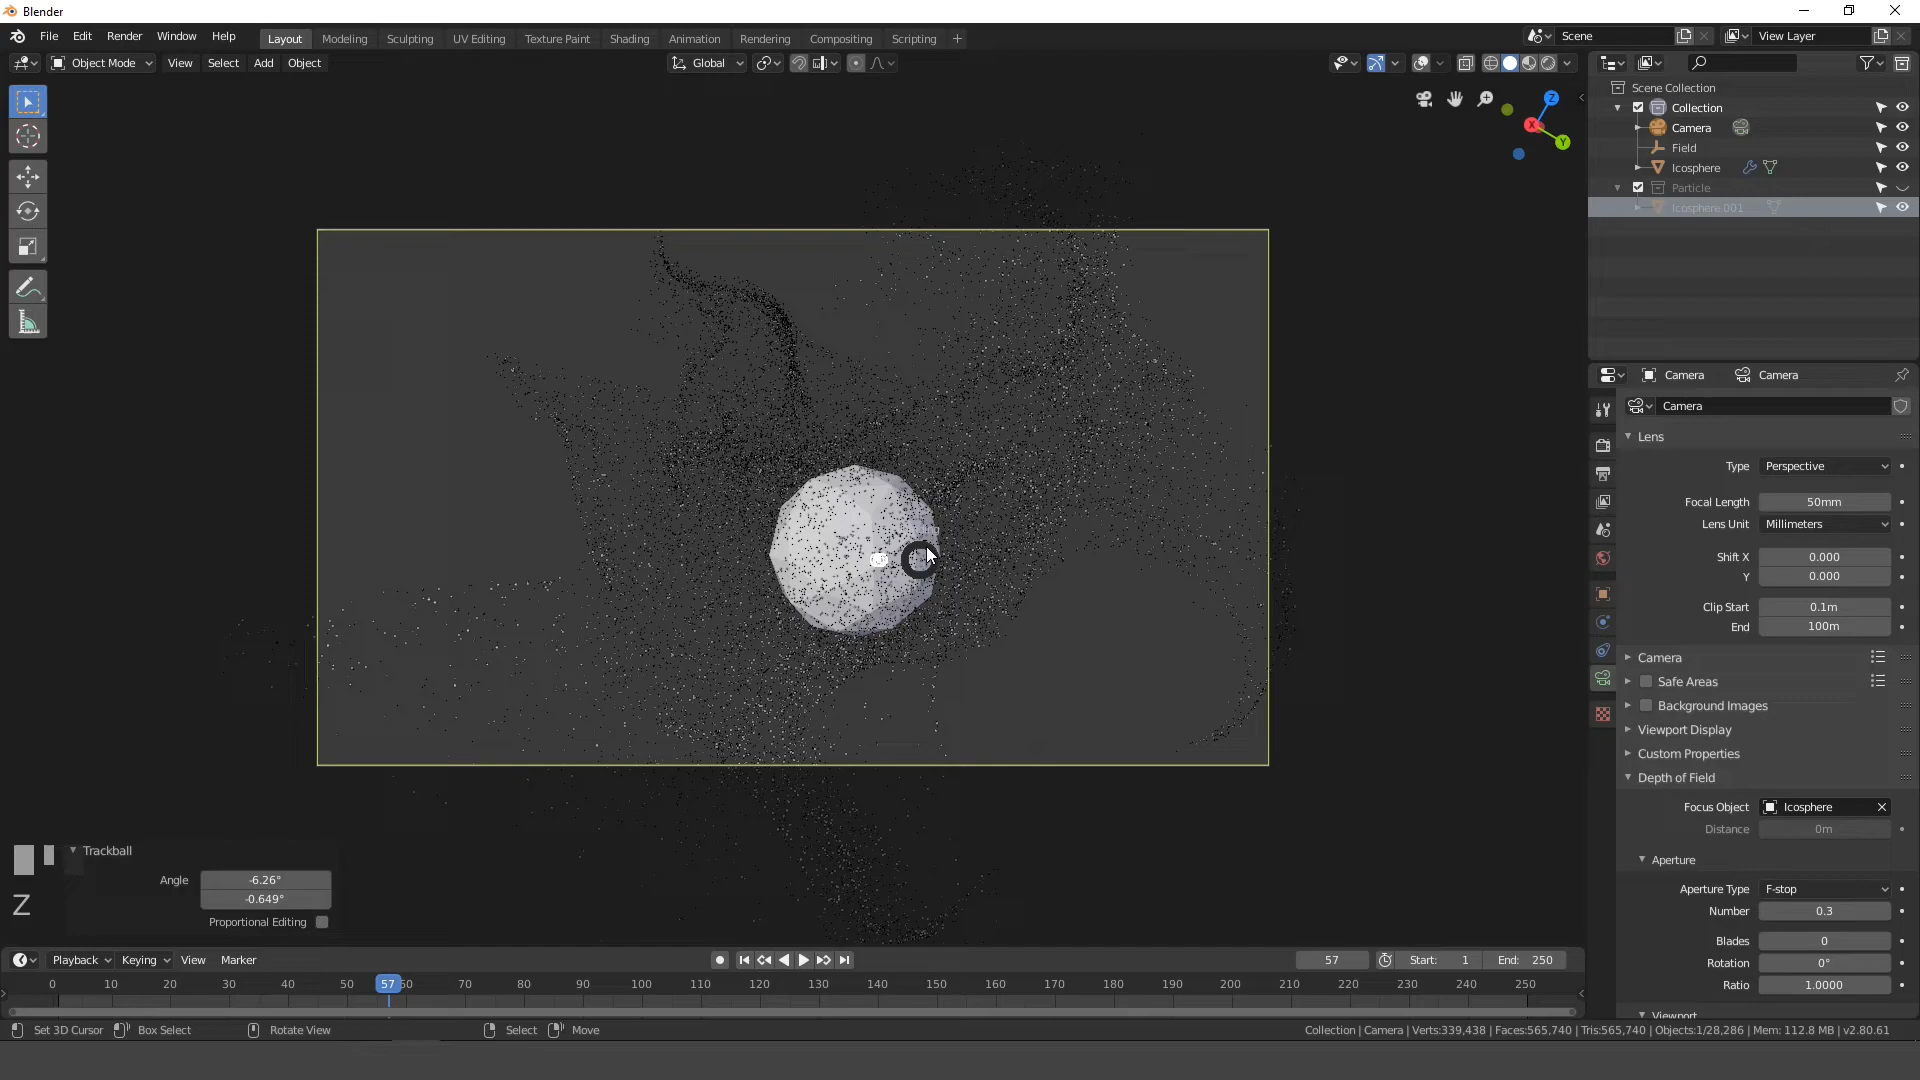 Blender
File Edit Render Window Help
Layout Modeling Sculpting UV Editing Texture Paint Shading Animation Rendering Compositing Scripting +
Scene
View Layer
Object Mode View Select Add Object
Global
Z
X
Y
Scene Collection
Collection
Camera
Field
Icosphere
Particle
Icosphere.001
Camera Camera
Camera
Lens
Type Perspective
Focal Length 50mm
Lens Unit Millimeters
Shift X 0.000
Y 0.000
Clip Start 0.1m
End 100m
Camera
Safe Areas
Background Images
Viewport Display
Custom Properties
Depth of Field
Focus Object Icosphere
Distance 0m
Aperture
Aperture Type F-stop
Number 0.3
Blades 0
Rotation 0°
Ratio 1.0000
Viewport
Trackball
Angle -6.26°
-0.649°
Proportional Editing
Z
Playback Keying View Marker
57 Start: 1 End: 250
0 10 20 30 40 50 57 60 70 80 90 100 110 120 130 140 150 160 170 180 190 200 210 220 230 240 250
Set 3D Cursor Box Select Rotate View Select Move
Collection | Camera | Verts:339,438 | Faces:565,740 | Tris:565,740 | Objects:1/28,286 | Mem: 112.8 MB | v2.80.61